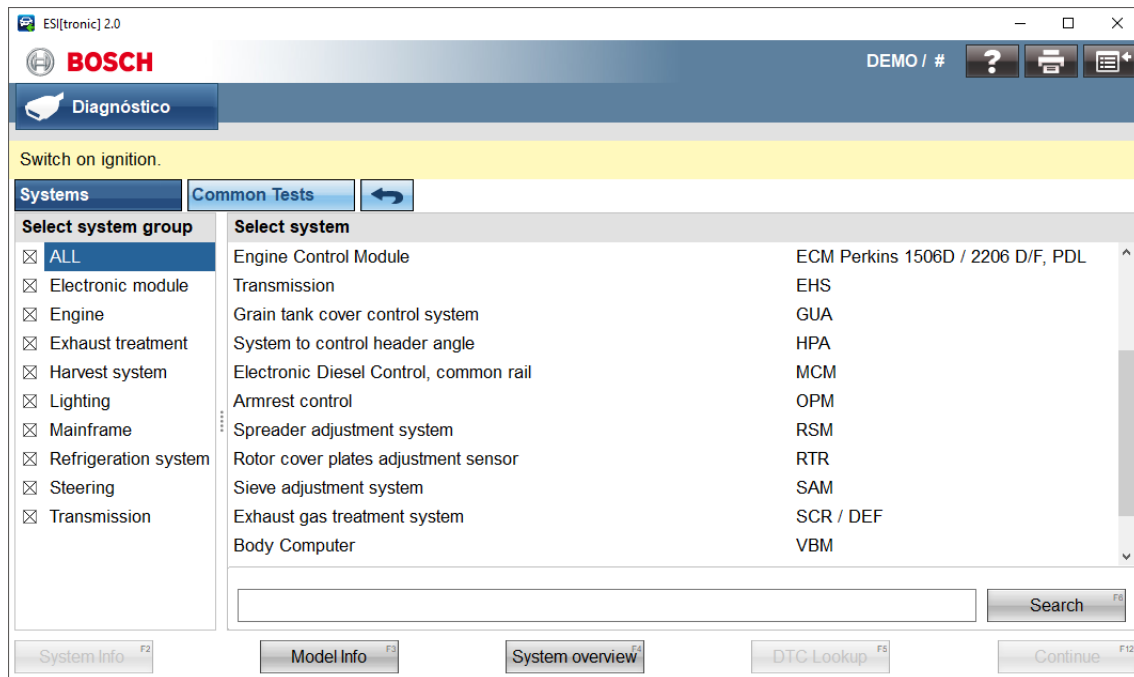 ESI[tronic] 2.0
BOSCH
DEMO / #
?
Diagnóstico
Switch on ignition.
Systems
Common Tests
Select system group
Select system
ALL
Electronic module
Engine
Exhaust treatment
Harvest system
Lighting
Mainframe
Refrigeration system
Steering
Transmission
Engine Control Module ECM Perkins 1506D / 2206 D/F, PDL
Transmission EHS
Grain tank cover control system GUA
System to control header angle HPA
Electronic Diesel Control, common rail MCM
Armrest control OPM
Spreader adjustment system RSM
Rotor cover plates adjustment sensor RTR
Sieve adjustment system SAM
Exhaust gas treatment system SCR / DEF
Body Computer VBM
Search F6
System Info F2
Model Info F3
System overview F4
DTC Lookup F5
Continue F12